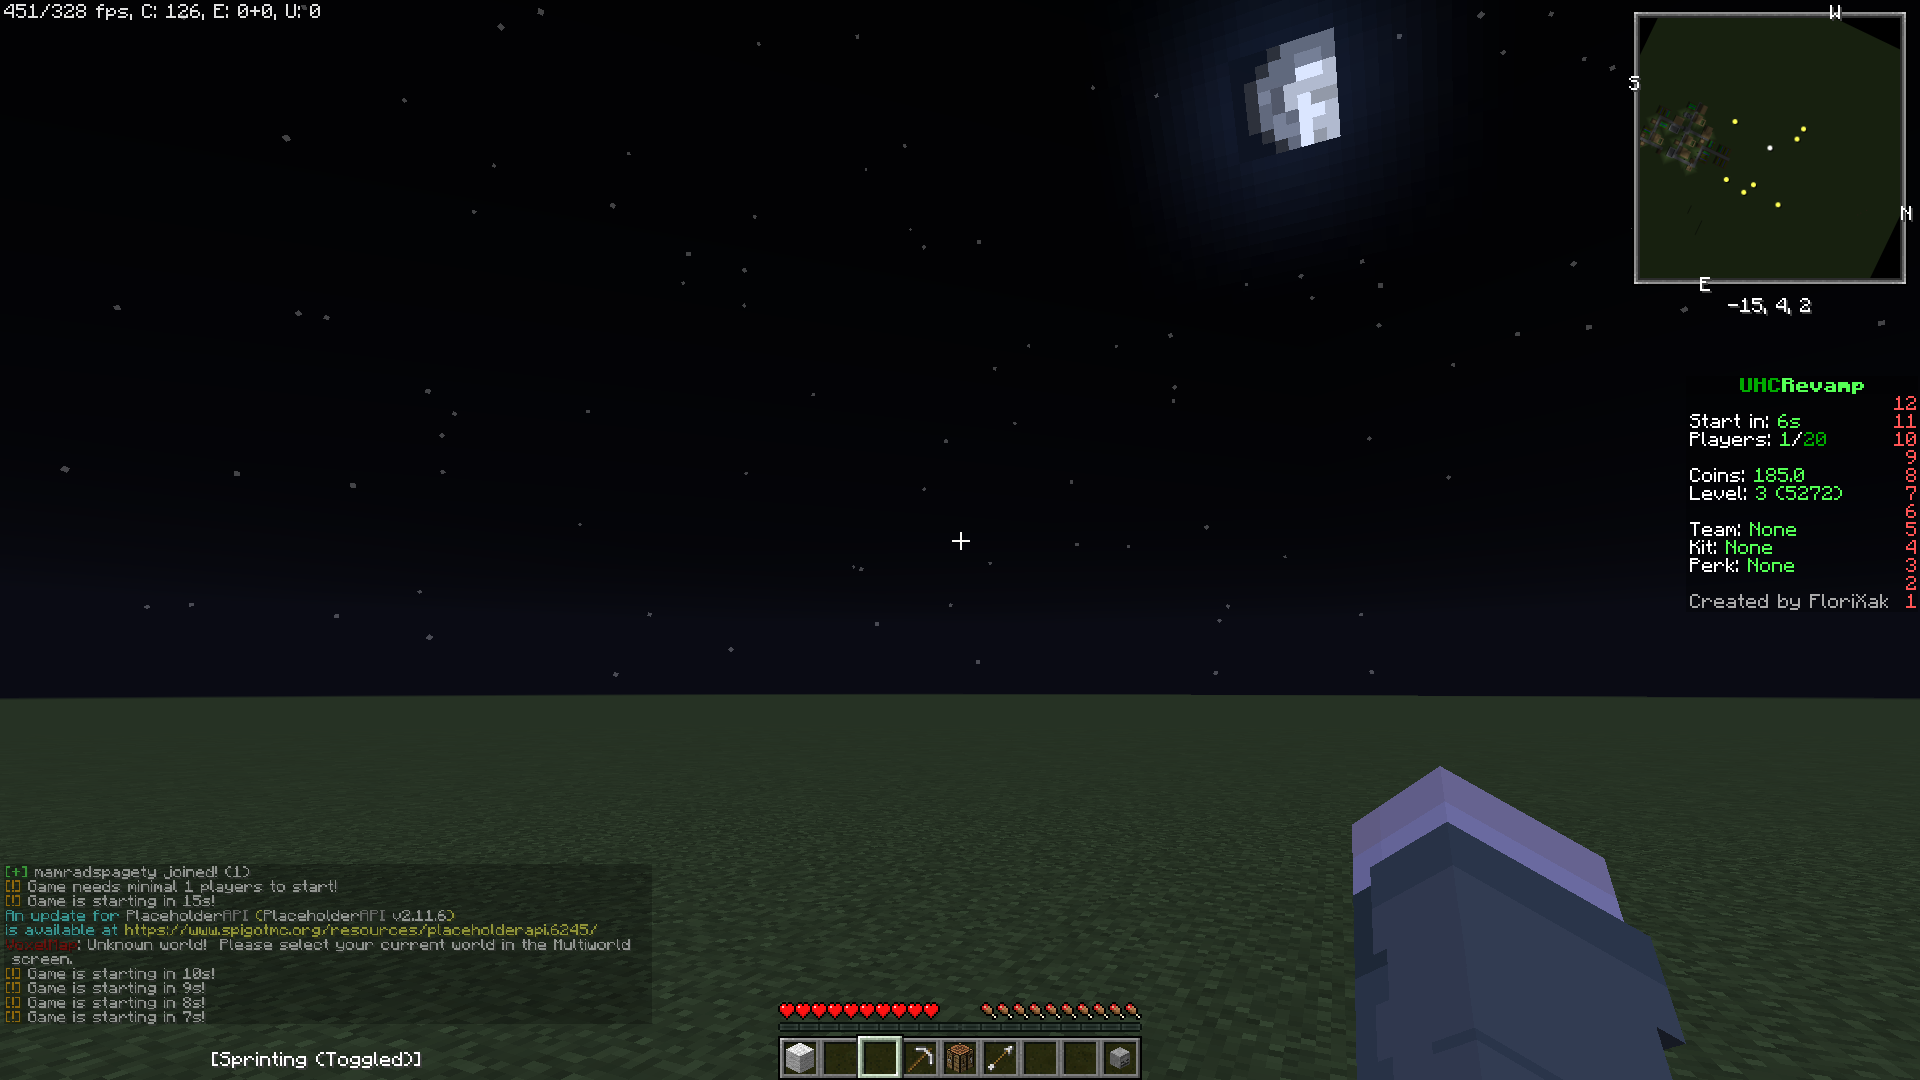 451/328 fps, C: 126, E: 0+0, U: 0
W
S
N
E
-15, 4, 2
UHCRevamp
12
Start in: 6s 11
Players: 1/20 10
9
Coins: 185.0 8
Level: 3 (5272) 7
6
Team: None 5
Kit: None 4
Perk: None 3
2
Created by FloriXak 1
[+] mamradspagety joined! (1)
[!] Game needs minimal 1 players to start!
[!] Game is starting in 15s!
An update for PlaceholderAPI (PlaceholderAPI v2.11.6)
is available at https://www.spigotmc.org/resources/placeholderapi.6245/
VoxelMap: Unknown world! Please select your current world in the Multiworld
screen.
[!] Game is starting in 10s!
[!] Game is starting in 9s!
[!] Game is starting in 8s!
[!] Game is starting in 7s!
[Sprinting (Toggled)]